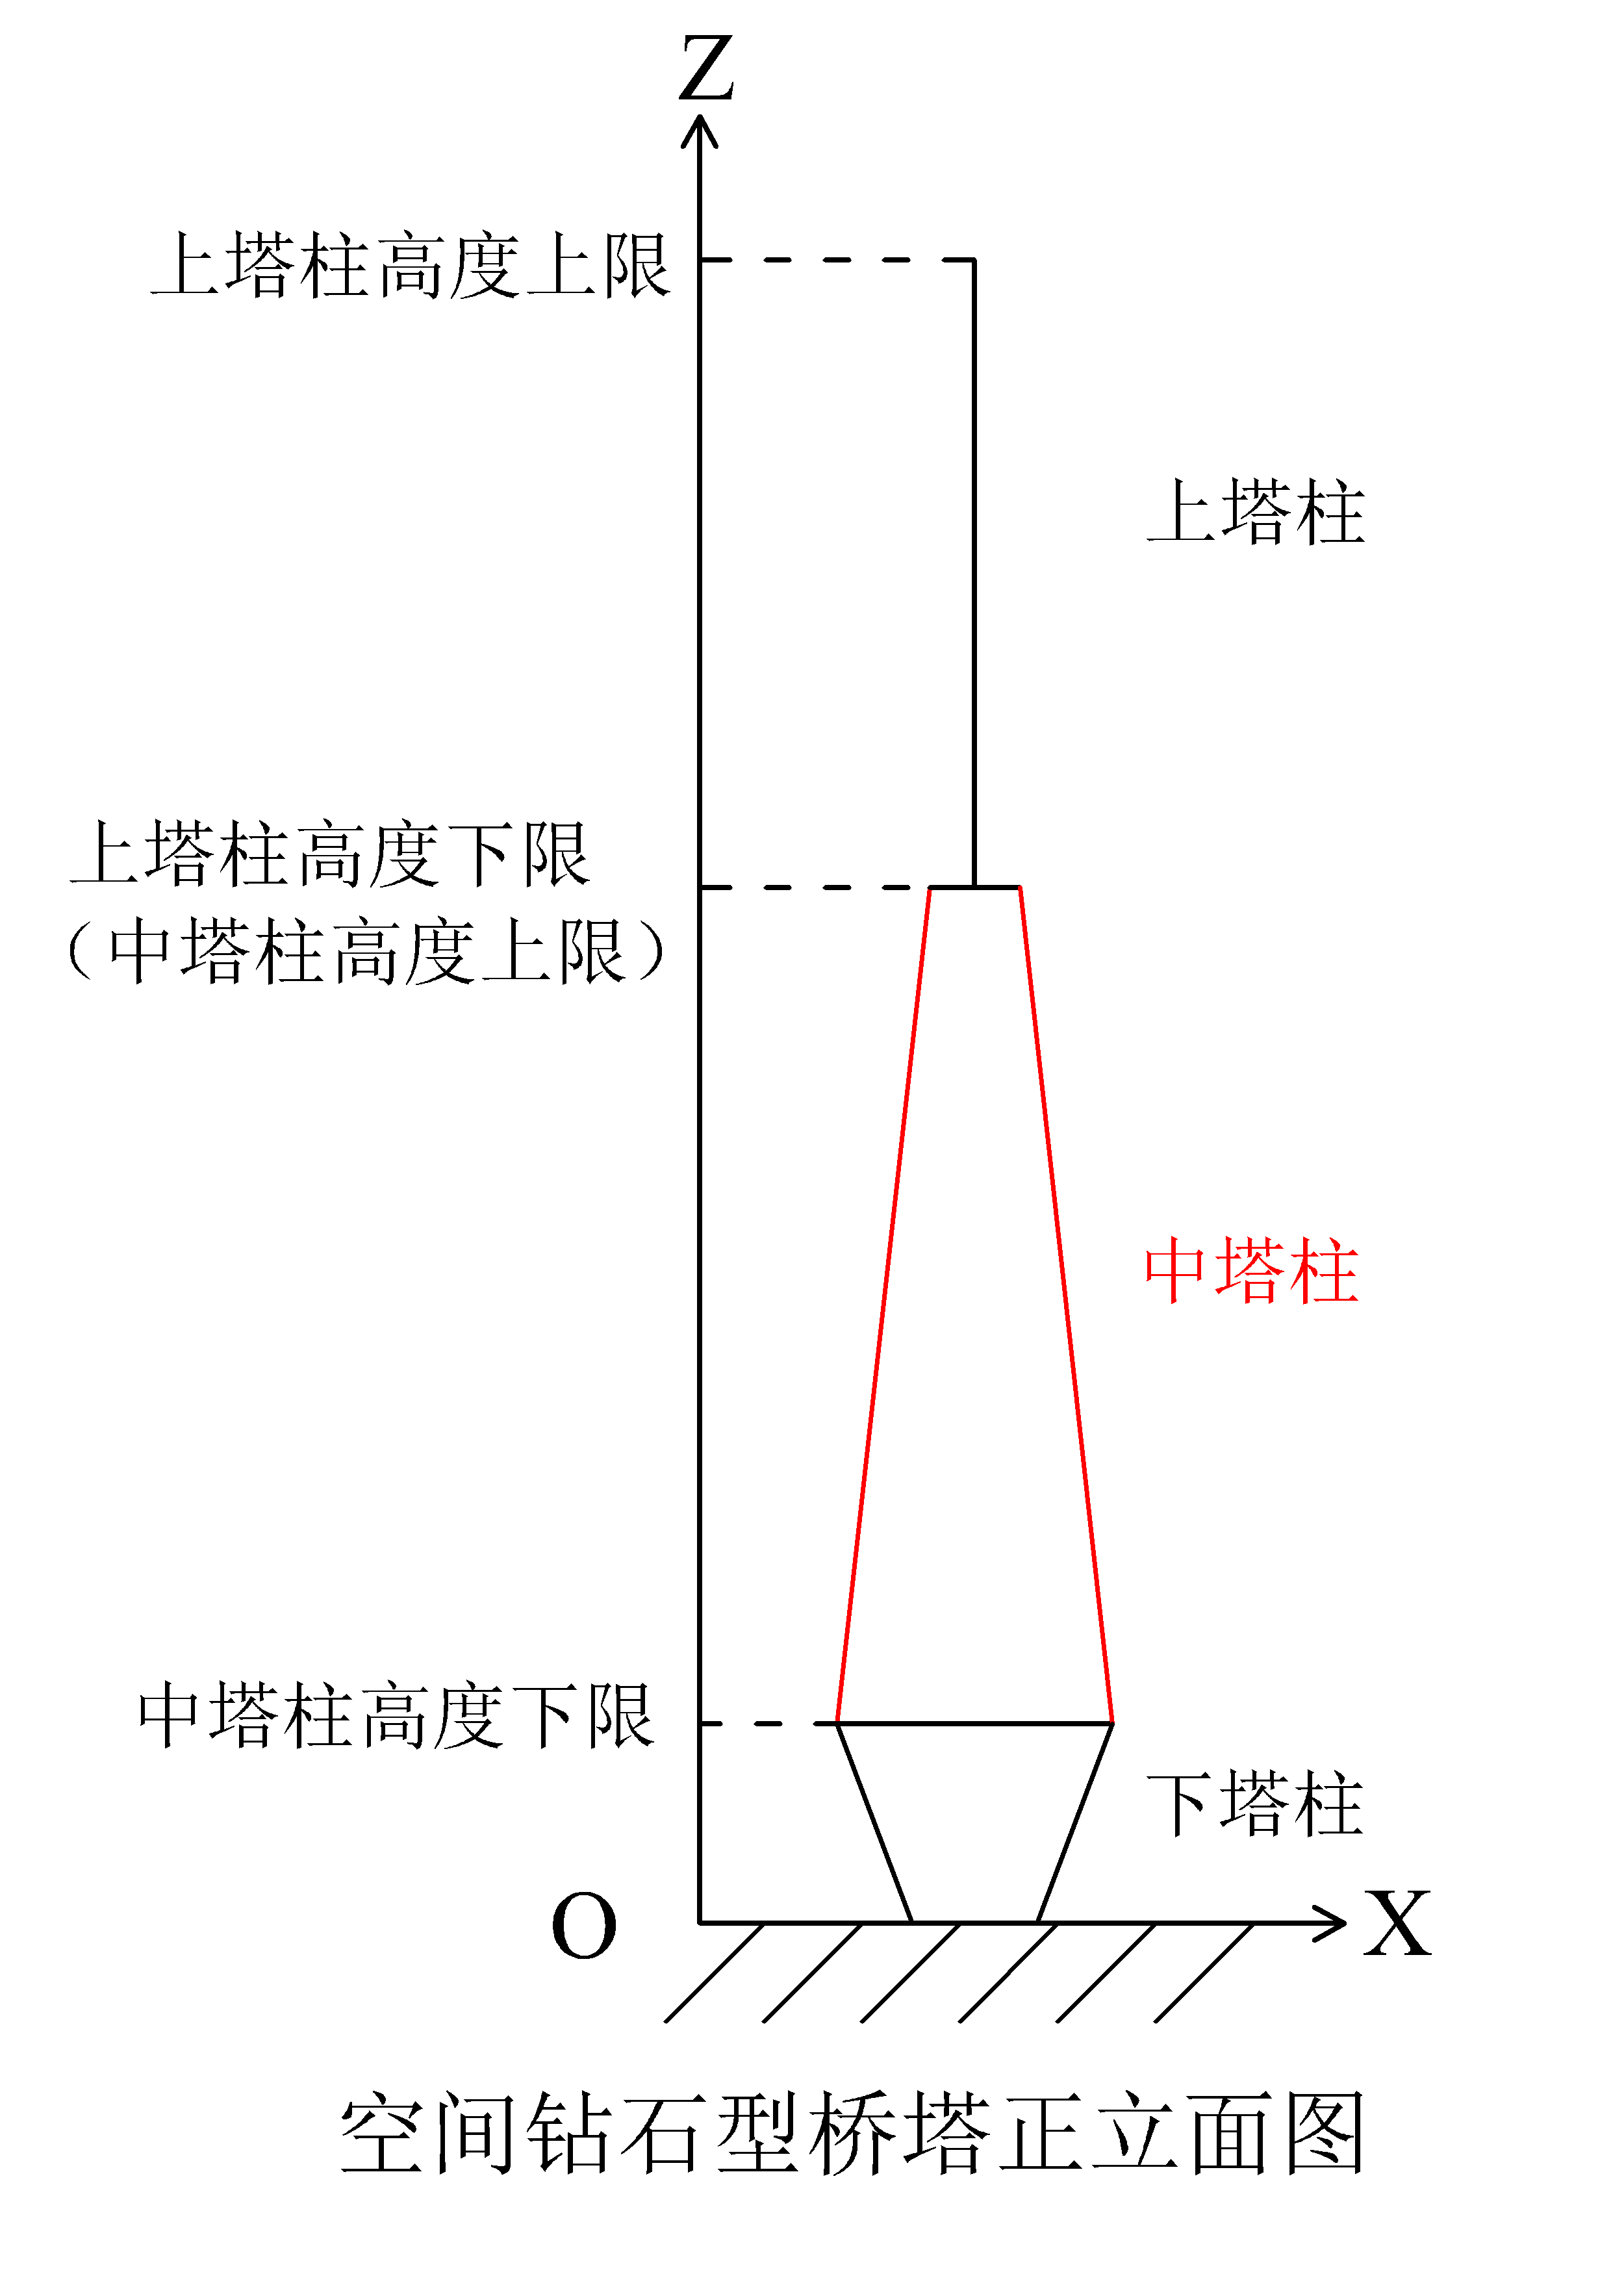 Z
上塔柱高度上限
上塔柱
上塔柱高度下限
（中塔柱高度上限）
中塔柱
中塔柱高度下限
下塔柱
O
X
空间钻石型桥塔正立面图